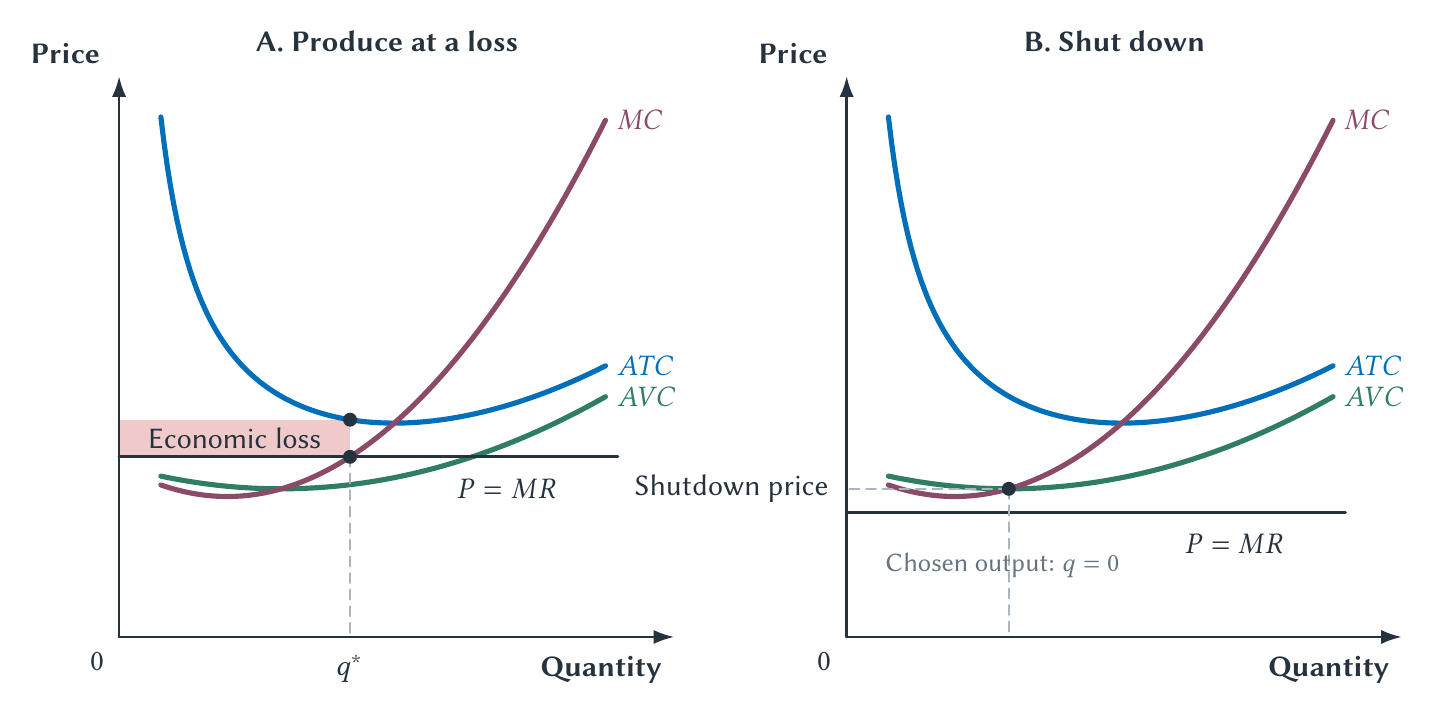 A. Produce at a loss
Price
MC
ATC
AVC
Economic loss
P = MR
0
q*
Quantity
B. Shut down
Price
MC
ATC
AVC
Shutdown price
P = MR
Chosen output: q = 0
0
Quantity